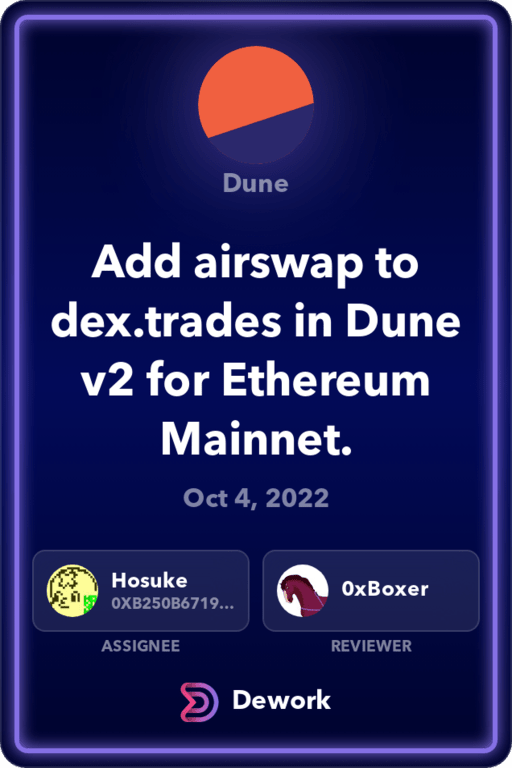 Dune
Add airswap to
dex.trades in Dune
v2 for Ethereum
Mainnet.
Oct 4, 2022
Hosuke
0XB250B6719...
ASSIGNEE
0xBoxer
REVIEWER
Dework